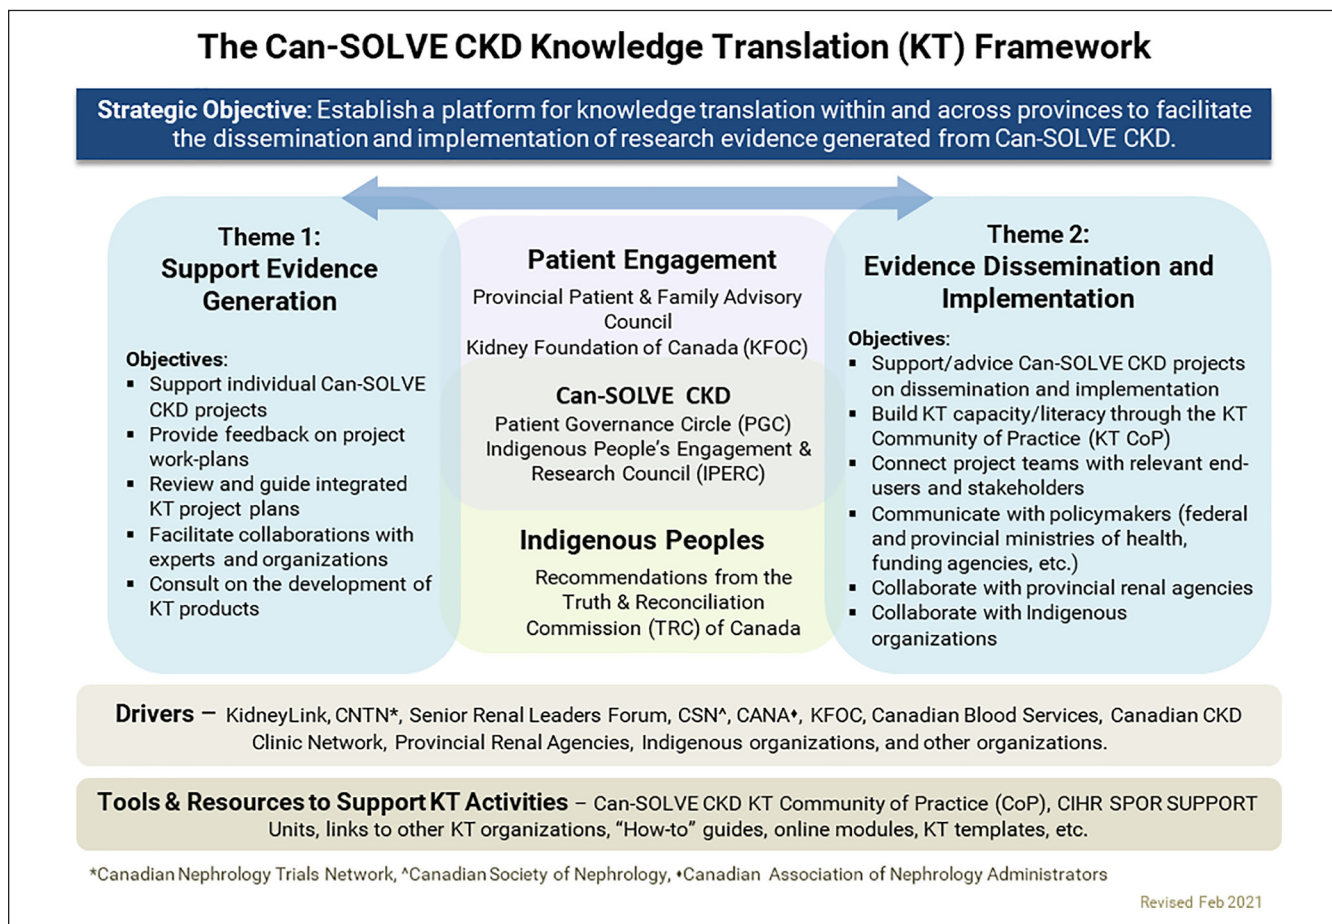 The Can-SOLVE CKD Knowledge Translation (KT) Framework
Strategic Objective: Establish a platform for knowledge translation within and across provinces to facilitate
the dissemination and implementation of research evidence generated from Can-SOLVE CKD.
Theme 1:
Support Evidence
Generation
Objectives:
▪ Support individual Can-SOLVE
CKD projects
▪ Provide feedback on project
work-plans
▪ Review and guide integrated
KT project plans
▪ Facilitate collaborations with
experts and organizations
▪ Consult on the development of
KT products
Patient Engagement
Provincial Patient & Family Advisory
Council
Kidney Foundation of Canada (KFOC)
Can-SOLVE CKD
Patient Governance Circle (PGC)
Indigenous People's Engagement &
Research Council (IPERC)
Indigenous Peoples
Recommendations from the
Truth & Reconciliation
Commission (TRC) of Canada
Theme 2:
Evidence Dissemination and
Implementation
Objectives:
▪ Support/advice Can-SOLVE CKD projects
on dissemination and implementation
▪ Build KT capacity/literacy through the KT
Community of Practice (KT CoP)
▪ Connect project teams with relevant end-
users and stakeholders
▪ Communicate with policymakers (federal
and provincial ministries of health,
funding agencies, etc.)
▪ Collaborate with provincial renal agencies
▪ Collaborate with Indigenous
organizations
Drivers – KidneyLink, CNTN*, Senior Renal Leaders Forum, CSN^, CANA♦, KFOC, Canadian Blood Services, Canadian CKD
Clinic Network, Provincial Renal Agencies, Indigenous organizations, and other organizations.
Tools & Resources to Support KT Activities – Can-SOLVE CKD KT Community of Practice (CoP), CIHR SPOR SUPPORT
Units, links to other KT organizations, "How-to" guides, online modules, KT templates, etc.
*Canadian Nephrology Trials Network, ^Canadian Society of Nephrology, ♦Canadian Association of Nephrology Administrators
Revised Feb 2021